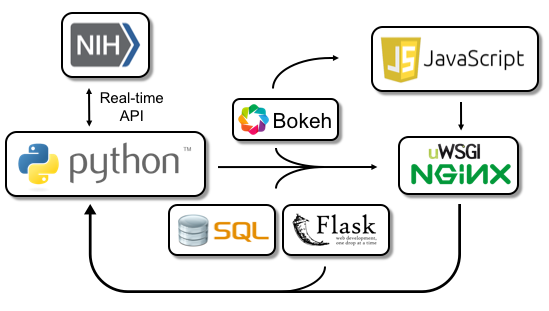 NIH
JS JavaScript
Real-time
API
Bokeh
python™
uWSGI
NGiNX
SQL
Flask
web development,
one drop at a time